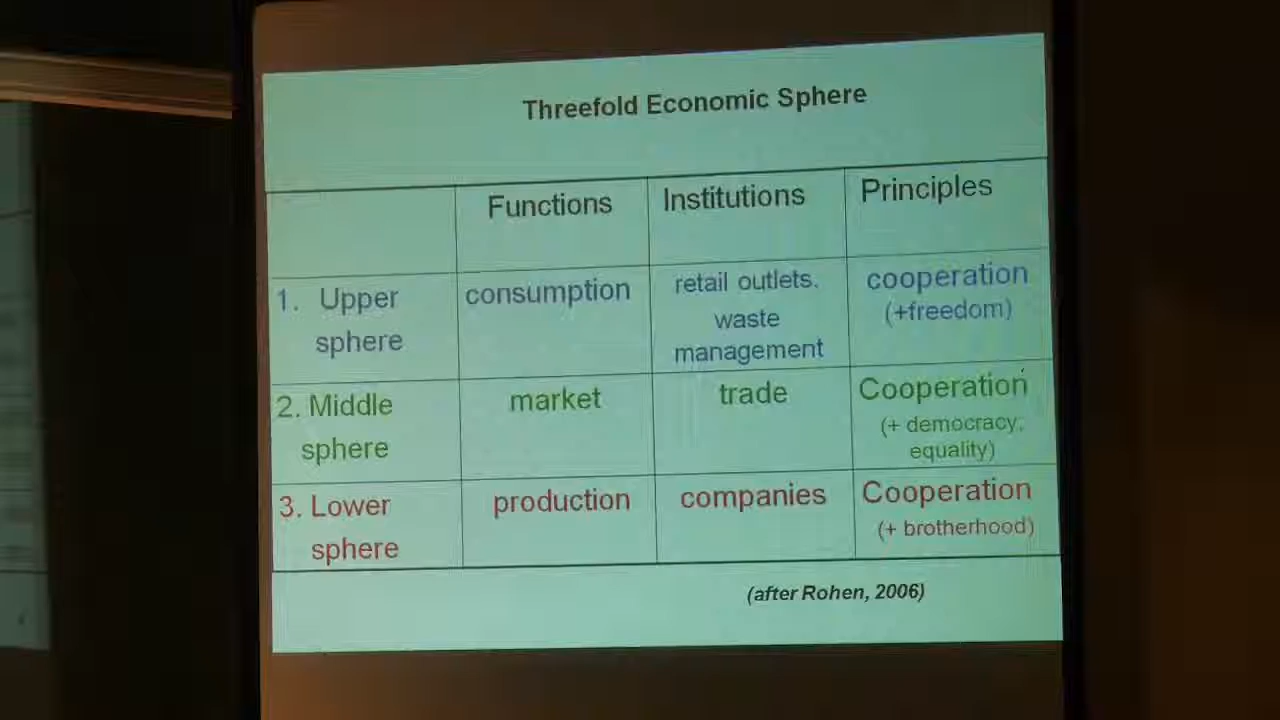 Threefold Economic Sphere
Functions
Institutions
Principles
1. Upper
sphere
consumption
retail outlets.
waste
management
cooperation
(+freedom)
2. Middle
sphere
market
trade
Cooperation
(+ democracy;
equality)
3. Lower
sphere
production
companies
Cooperation
(+ brotherhood)
(after Rohen, 2006)